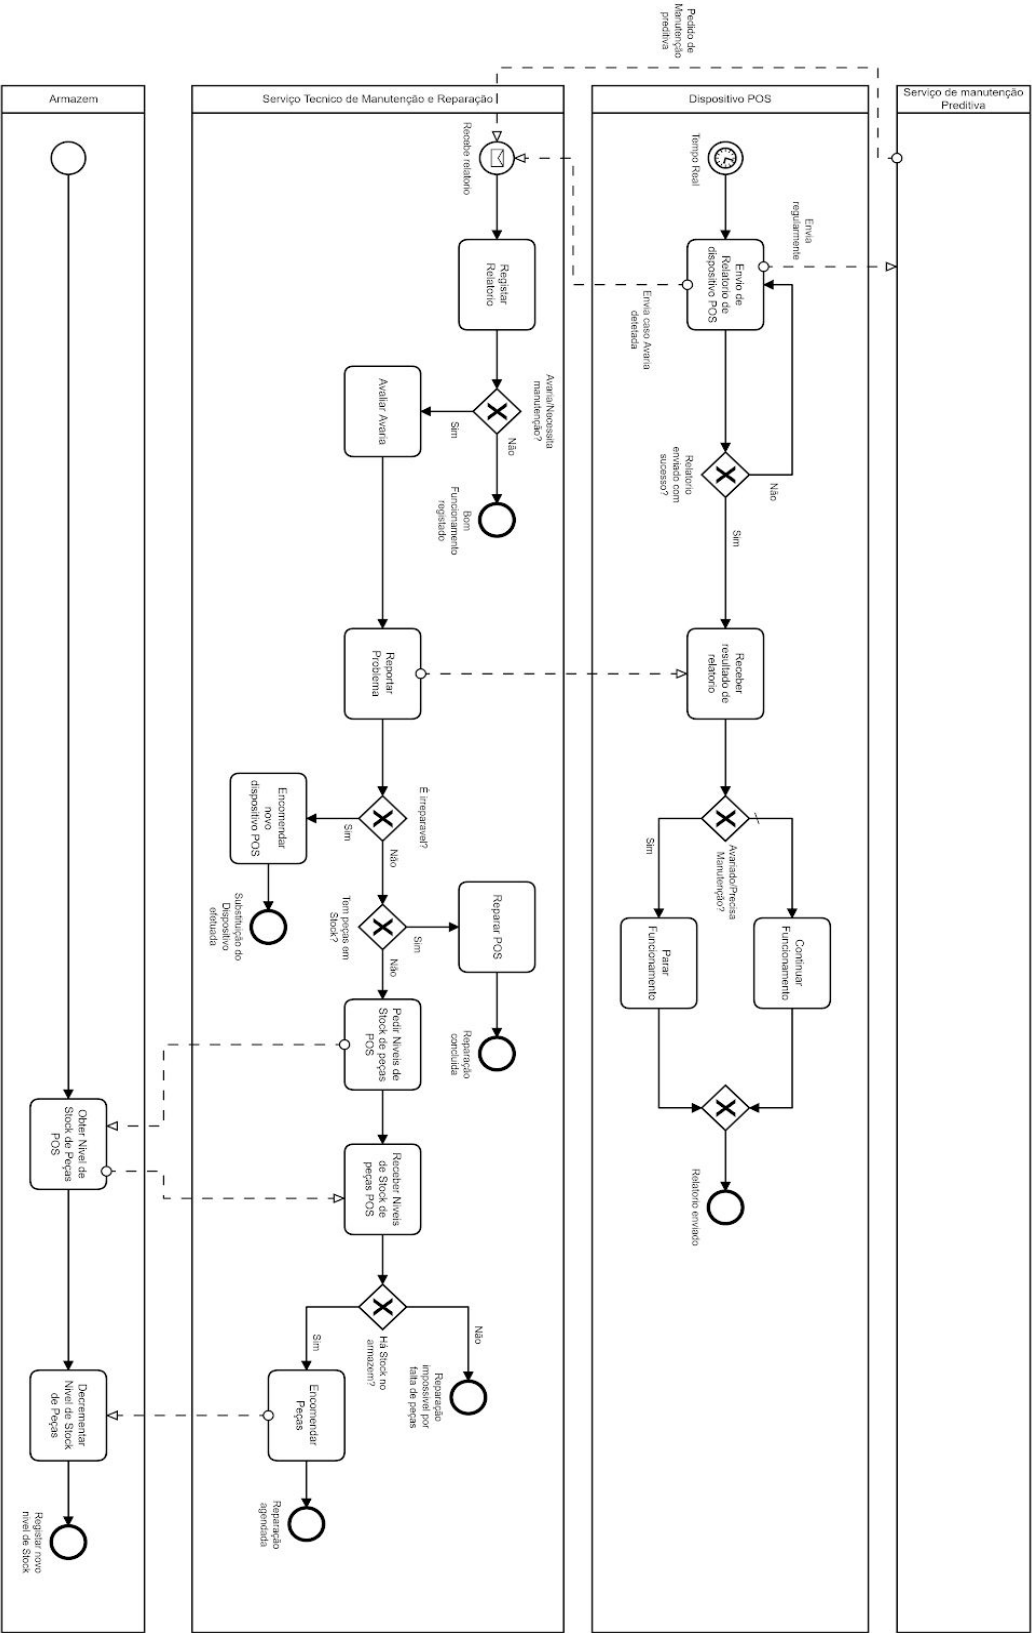 Serviço de manutenção
Preditiva
Pedido de
Manutenção
preditiva
Dispositivo POS
Tempo Real
Envia
regularmente
Envio de
Relatorio de
dispositivo POS
Envia caso Avaria
detetada
Não
Relatorio
enviado com
sucesso?
Sim
Receber
resultado de
relatorio
Avariado/Precisa
Manutenção?
Sim
Continuar
Funcionamento
Parar
Funcionamento
Relatorio enviado
Serviço Tecnico de Manutenção e Reparação
Recebe relatorio
Registar
Relatorio
Avaria/Necessita
manutenção?
Não
Sim
Bom
Funcionamento
registado
Avaliar Avaria
Reportar
Problema
É irreparavel?
Sim
Não
Encomendar
novo
dispositivo POS
Substituição do
Dispositivo
efetuada
Tem peças em
Stock?
Sim
Não
Reparar POS
Reparação
concluida
Pedir Niveis de
Stock de peças
POS
Receber Niveis
de Stock de
peças POS
Há Stock no
armazem?
Não
Sim
Reparação
impossivel por
falta de peças
Encomendar
Peças
Reparação
agendada
Armazem
Obter Nivel de
Stock de Peças
POS
Decrementar
Nivel de Stock
de Peças
Registar novo
nivel de Stock